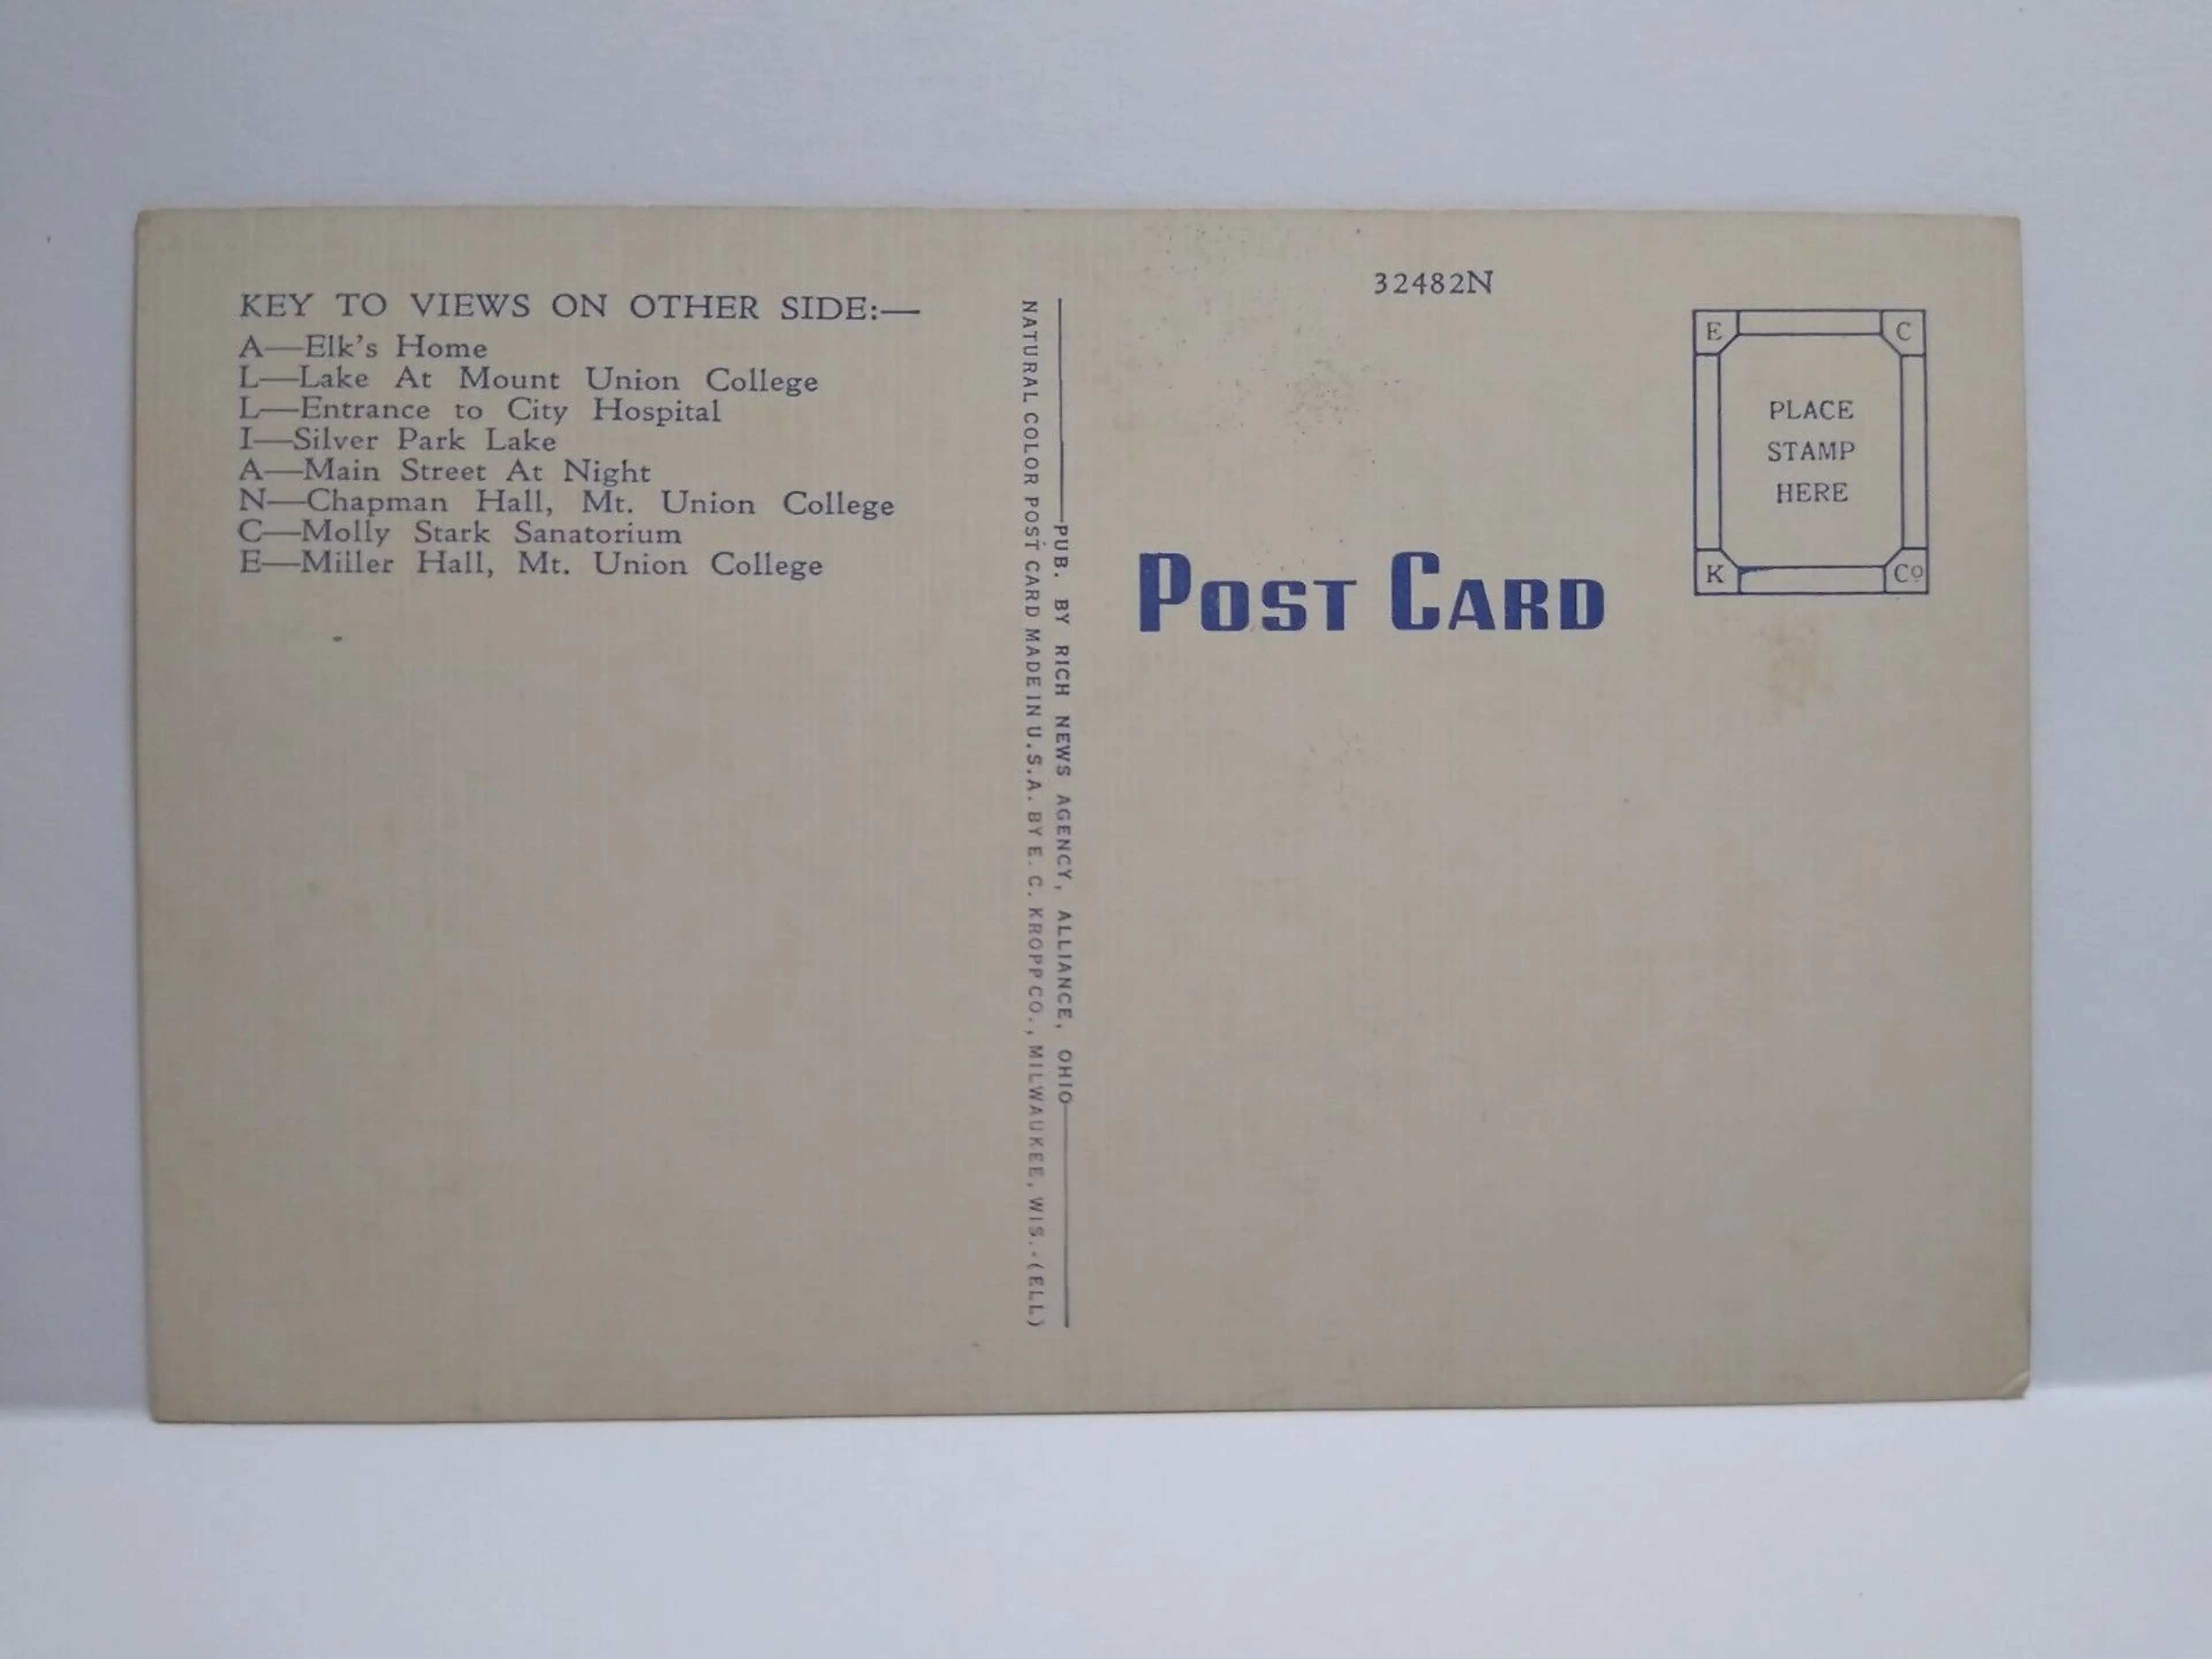 KEY TO VIEWS ON OTHER SIDE:—
A—Elk's Home
L—Lake At Mount Union College
L—Entrance to City Hospital
I—Silver Park Lake
A—Main Street At Night
N—Chapman Hall, Mt. Union College
C—Molly Stark Sanatorium
E—Miller Hall, Mt. Union College
NATURAL COLOR POST CARD MADE IN U.S.A. BY E. C. KROPP CO., MILWAUKEE, WIS.-(ELL)
PUB. BY RICH NEWS AGENCY, ALLIANCE, OHIO
32482N
POST CARD
E C
PLACE
STAMP
HERE
K Co